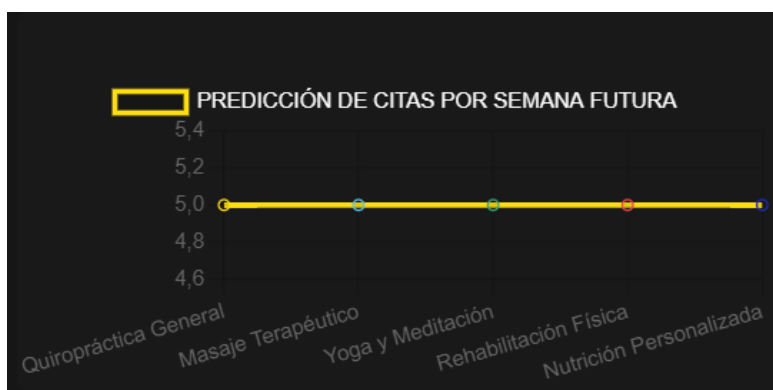 PREDICCIÓN DE CITAS POR SEMANA FUTURA
5,4
5,2
5,0
4,8
4,6
Quiropráctica General
Masaje Terapéutico
Yoga y Meditación
Rehabilitación Física
Nutrición Personalizada